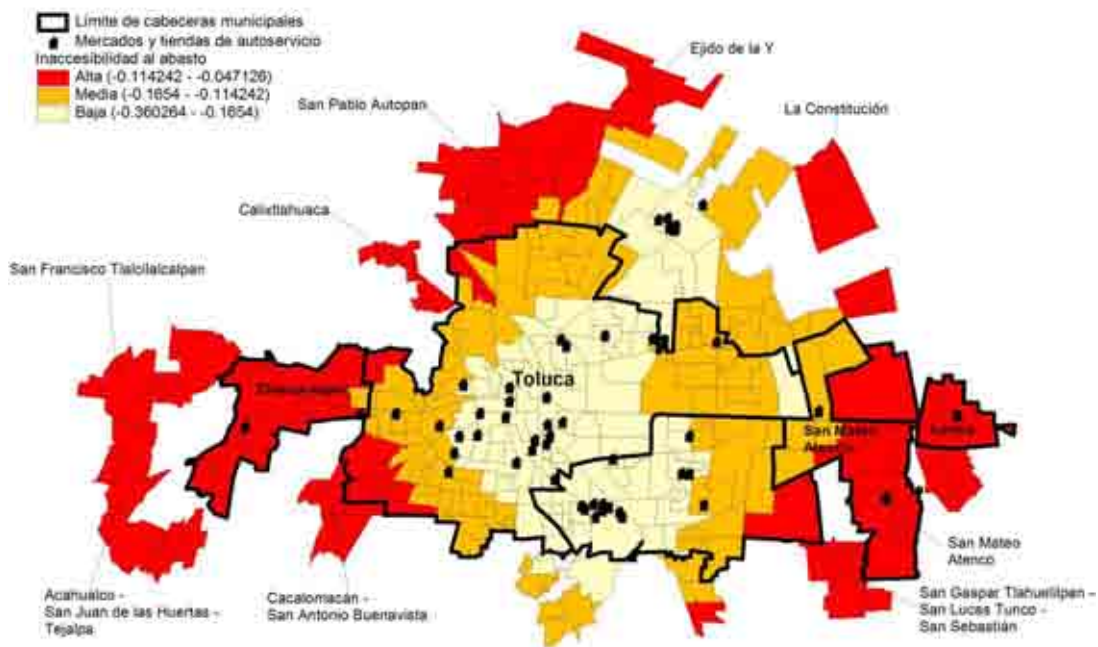 Límite de cabeceras municipales
Mercados y tiendas de autoservicio
Inaccesibilidad al abasto
Alta (-0.114242 - -0.047126)
Media (-0.1654 - -0.114242)
Baja (-0.360264 - -0.1654)
Ejido de la Y
San Pablo Autopan
La Constitución
Calixtlahuaca
San Francisco Tlalcilalcalpan
Toluca
San Mateo
Atenco
San Mateo
Atenco
Acahualco -
San Juan de las Huertas -
Tejalpa
Cacalomacán -
San Antonio Buenavista
San Gaspar Tlahuelilpan –
San Lucas Tunco -
San Sebastián